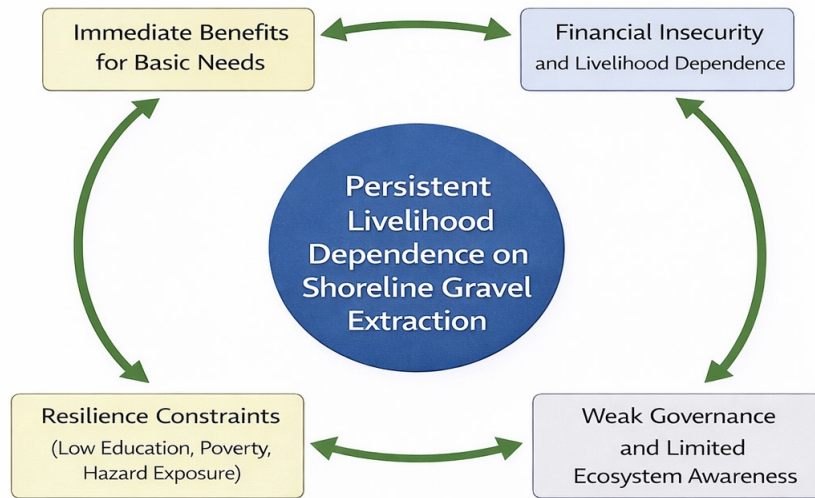 Immediate Benefits
for Basic Needs
Financial Insecurity
and Livelihood Dependence
Persistent
Livelihood
Dependence on
Shoreline Gravel
Extraction
Resilience Constraints
(Low Education, Poverty,
Hazard Exposure)
Weak Governance
and Limited
Ecosystem Awareness